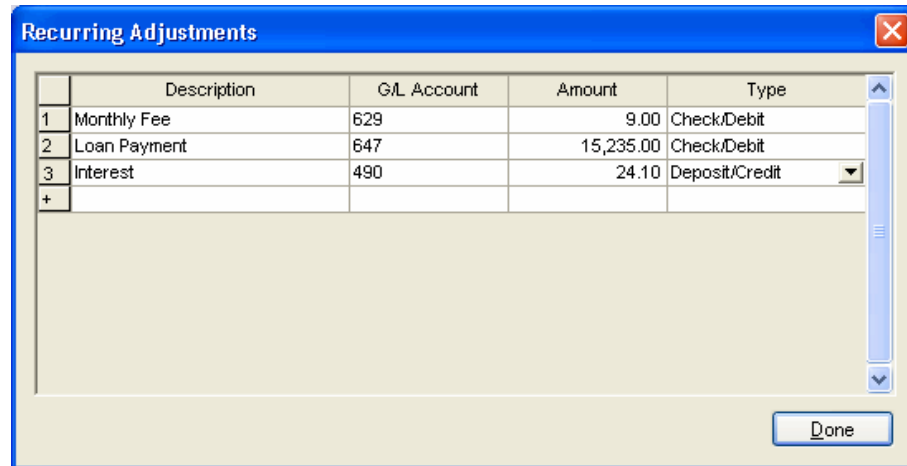 Recurring Adjustments
Description G/L Account Amount Type
1 Monthly Fee 629 9.00 Check/Debit
2 Loan Payment 647 15,235.00 Check/Debit
3 Interest 490 24.10 Deposit/Credit
+
Done